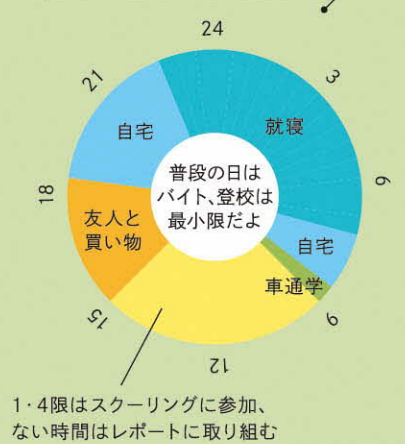 24
3
6
9
12
15
18
21
就寝
自宅
車通学
友人と
買い物
自宅
普段の日は
バイト、登校は
最小限だよ
1・4限はスクーリングに参加、
ない時間はレポートに取り組む